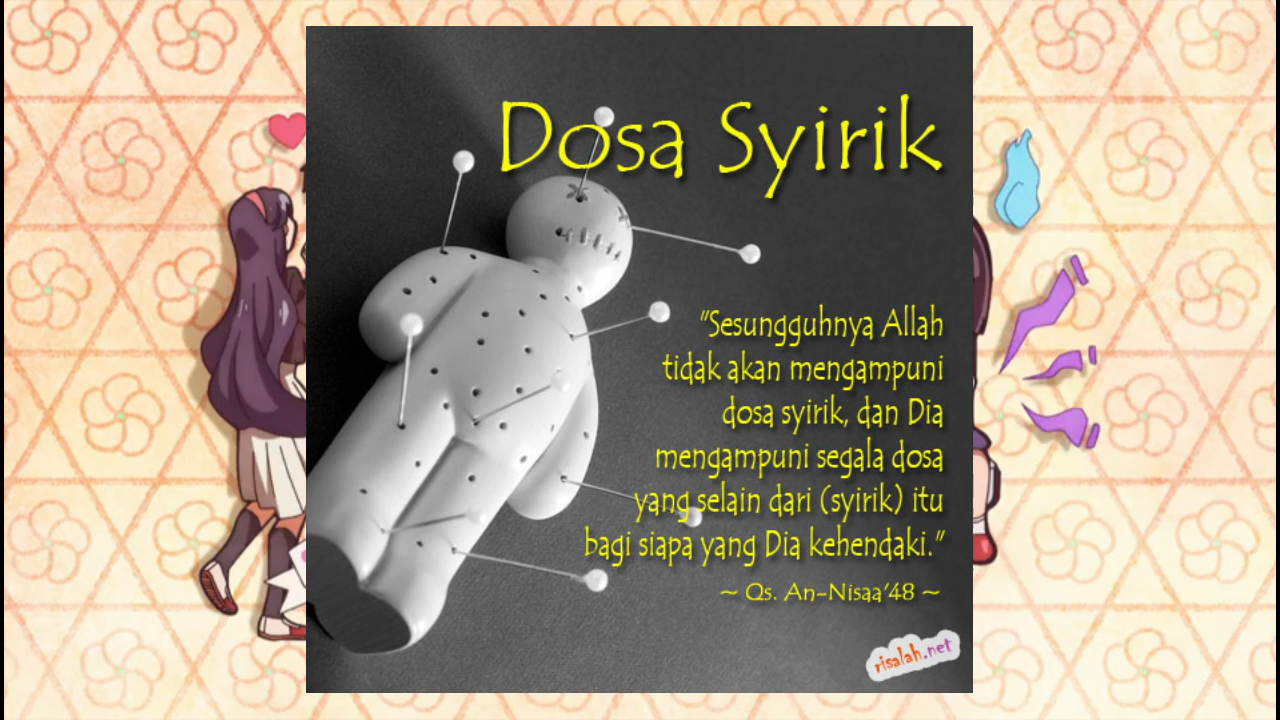 Dosa Syirik
"Sesungguhnya Allah
tidak akan mengampuni
dosa syirik, dan Dia
mengampuni segala dosa
yang selain dari (syirik) itu
bagi siapa yang Dia kehendaki."
~ Qs. An-Nisaa'48 ~
risalah.net